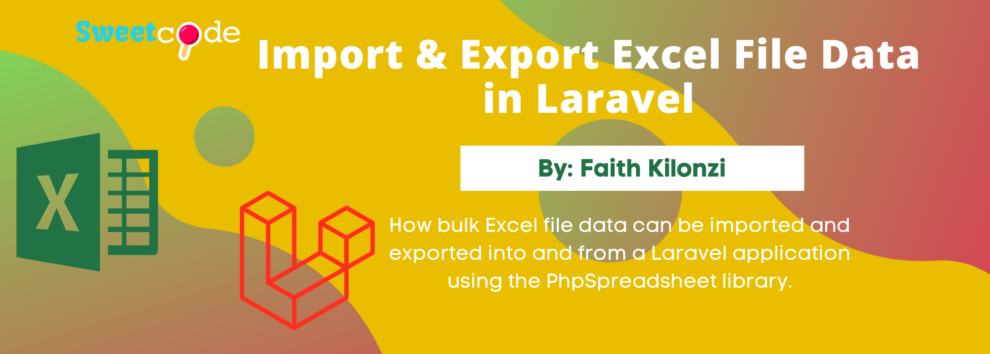 Sweetcode
Import & Export Excel File Data
in Laravel
By: Faith Kilonzi
X
How bulk Excel file data can be imported and
exported into and from a Laravel application
using the PhpSpreadsheet library.